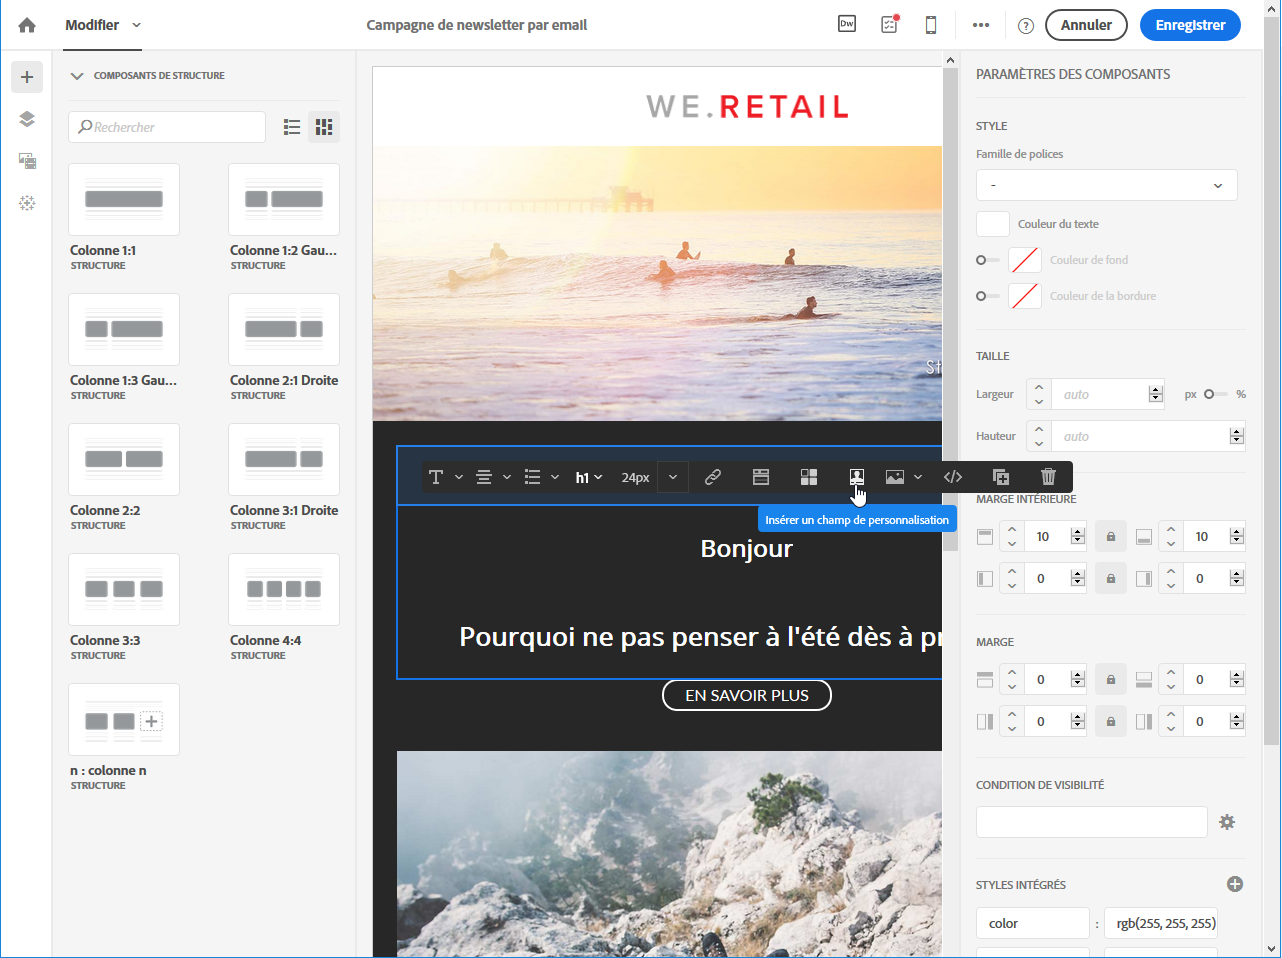 Modifier
Campagne de newsletter par email
Dw
Annuler
Enregistrer
COMPOSANTS DE STRUCTURE
Rechercher
Colonne 1:1
STRUCTURE
Colonne 1:2 Gau...
STRUCTURE
Colonne 1:3 Gau...
STRUCTURE
Colonne 2:1 Droite
STRUCTURE
Colonne 2:2
STRUCTURE
Colonne 3:1 Droite
STRUCTURE
Colonne 3:3
STRUCTURE
Colonne 4:4
STRUCTURE
n : colonne n
STRUCTURE
WE.RETAIL
St
h1
24px
Insérer un champ de personnalisation
Bonjour
Pourquoi ne pas penser à l'été dès à pr
EN SAVOIR PLUS
PARAMÈTRES DES COMPOSANTS
STYLE
Famille de polices
-
Couleur du texte
Couleur de fond
Couleur de la bordure
TAILLE
Largeur
auto
px
%
Hauteur
auto
MARGE INTÉRIEURE
10
10
0
0
MARGE
0
0
0
0
CONDITION DE VISIBILITÉ
STYLES INTÉGRÉS
color : rgb(255, 255, 255)